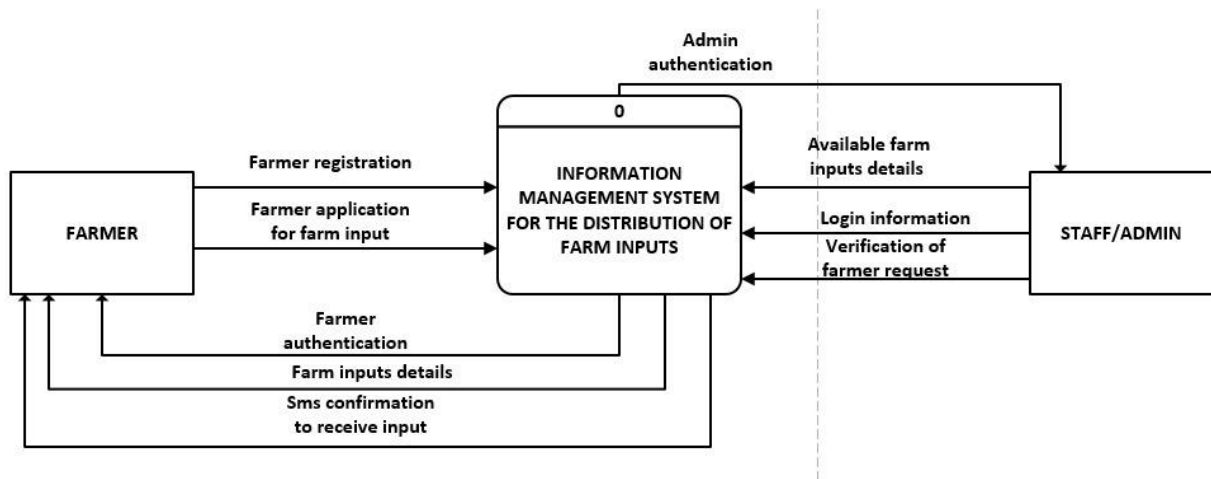 Admin
authentication
0
Farmer registration
Farmer application
for farm input
FARMER
INFORMATION
MANAGEMENT SYSTEM
FOR THE DISTRIBUTION OF
FARM INPUTS
Available farm
inputs details
Login information
Verification of
farmer request
STAFF/ADMIN
Farmer
authentication
Farm inputs details
Sms confirmation
to receive input